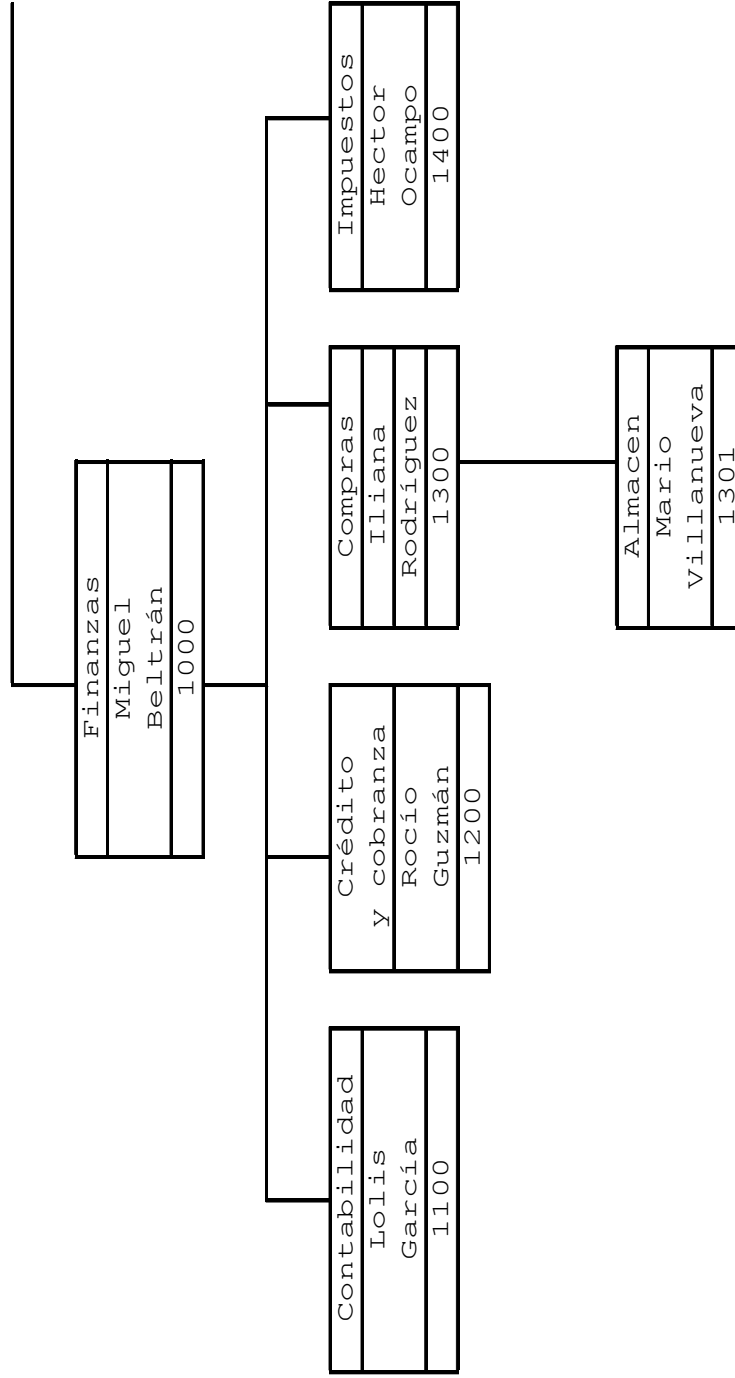 Finanzas
Miguel
Beltrán
1000
Contabilidad
Lolis
García
1100
Crédito
y cobranza
Rocío
Guzmán
1200
Compras
Iliana
Rodríguez
1300
Impuestos
Hector
Ocampo
1400
Almacen
Mario
Villanueva
1301